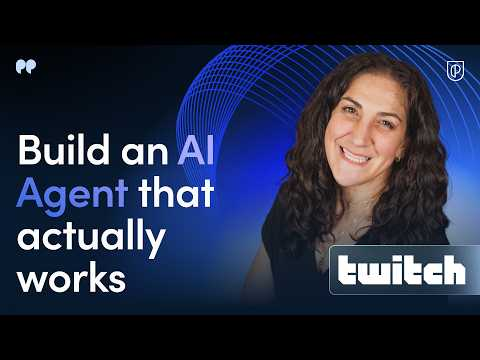 Build an AI
Agent that
actually
works
twitch